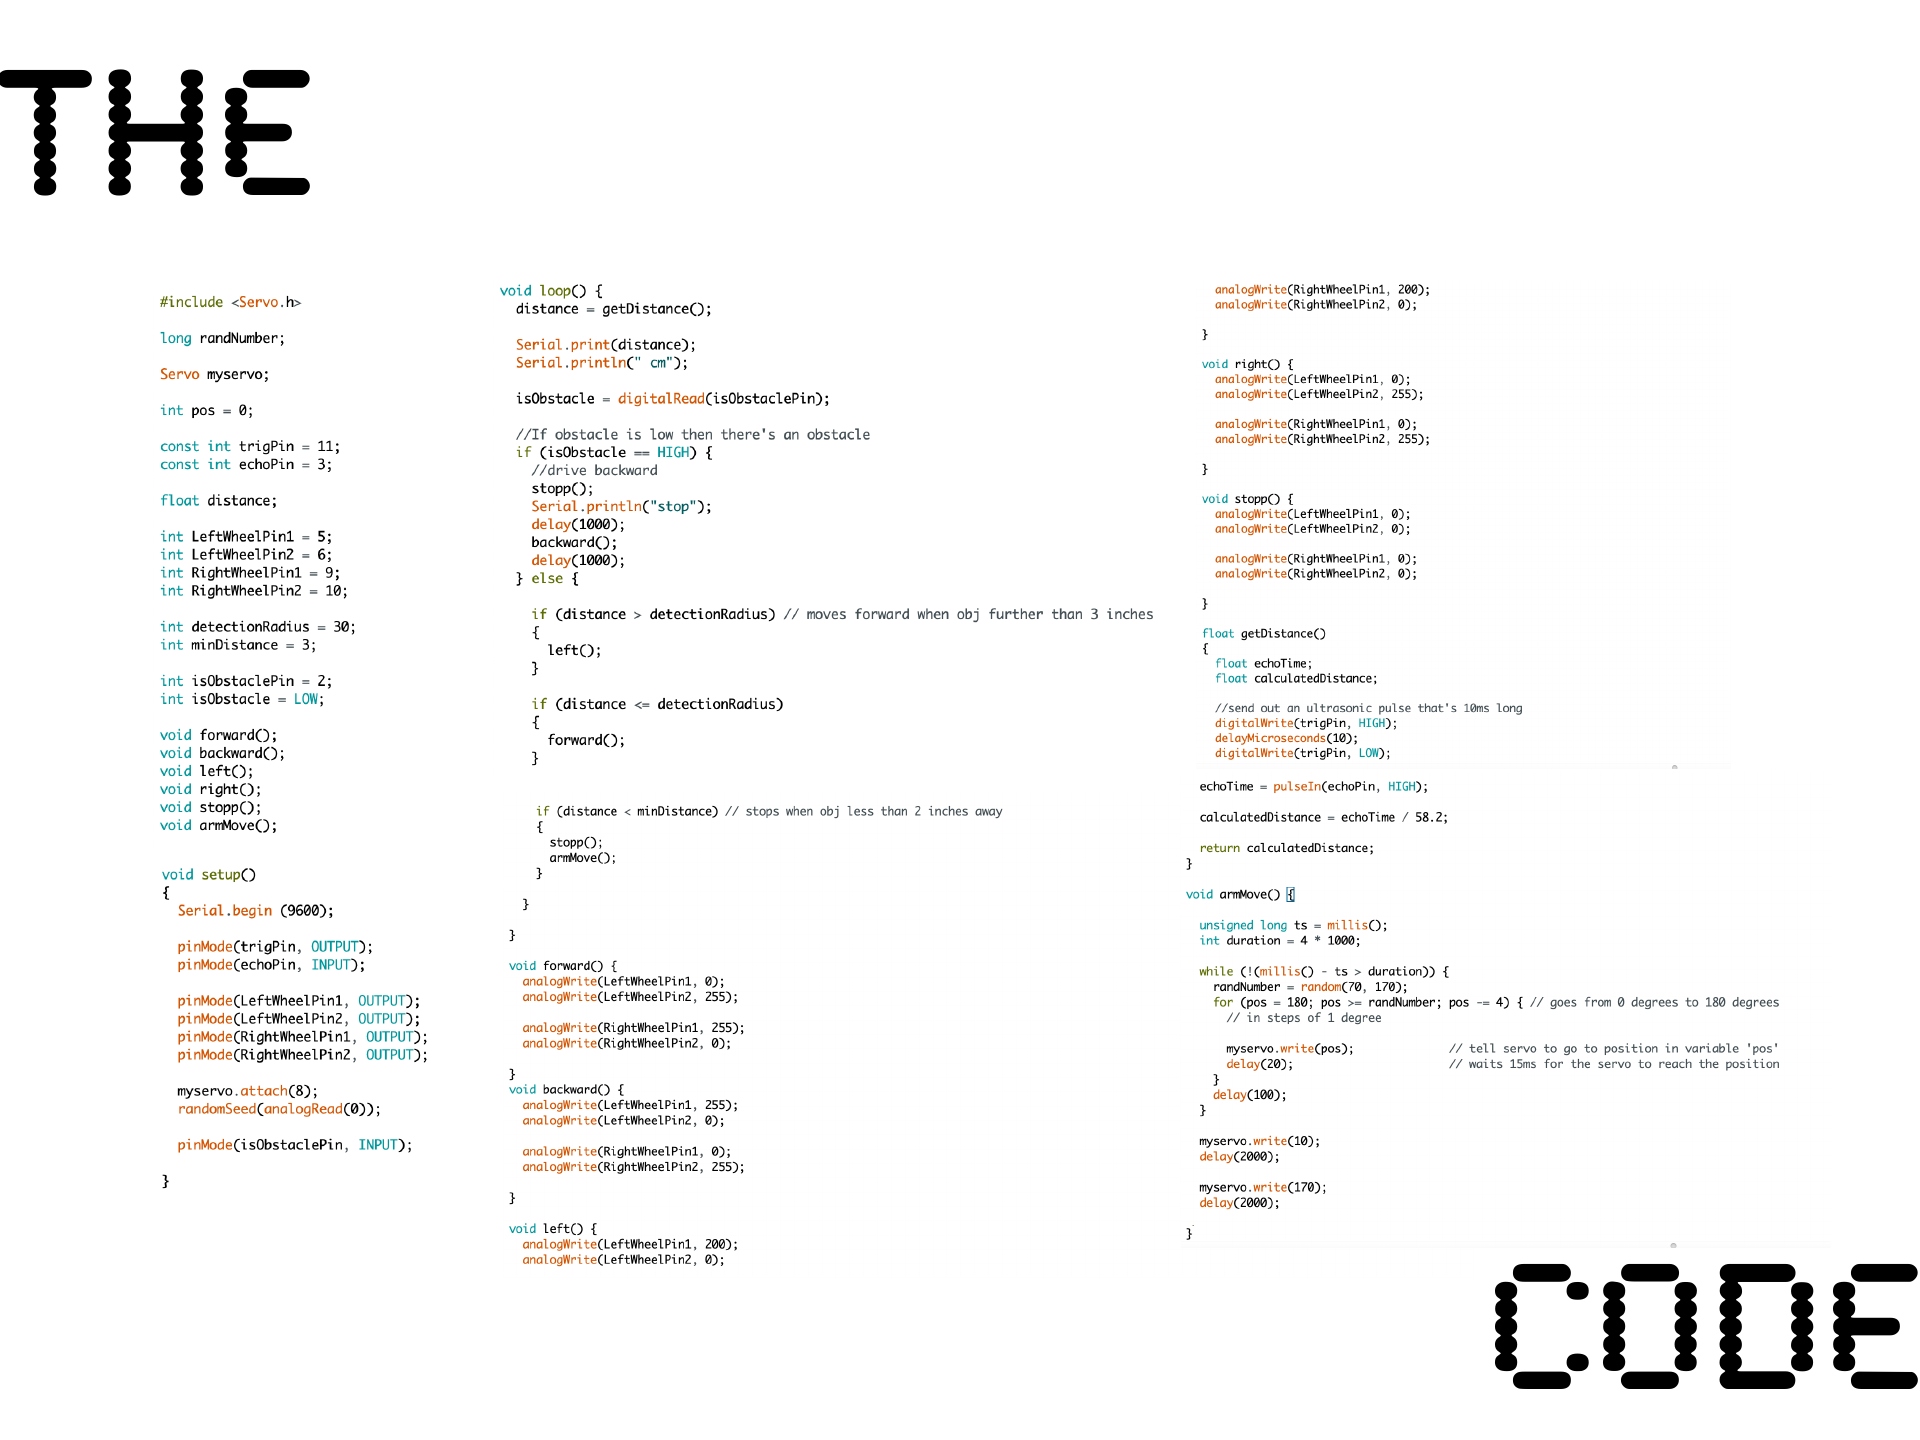 THE
#include <Servo.h>
long randNumber;
Servo myservo;
int pos = 0;
const int trigPin = 11;
const int echoPin = 3;
float distance;
int LeftWheelPin1 = 5;
int LeftWheelPin2 = 6;
int RightWheelPin1 = 9;
int RightWheelPin2 = 10;
int detectionRadius = 30;
int minDistance = 3;
int isObstaclePin = 2;
int isObstacle = LOW;
void forward();
void backward();
void left();
void right();
void stopp();
void armMove();
void setup()
{
Serial.begin (9600);
pinMode(trigPin, OUTPUT);
pinMode(echoPin, INPUT);
pinMode(LeftWheelPin1, OUTPUT);
pinMode(LeftWheelPin2, OUTPUT);
pinMode(RightWheelPin1, OUTPUT);
pinMode(RightWheelPin2, OUTPUT);
myservo.attach(8);
randomSeed(analogRead(0));
pinMode(isObstaclePin, INPUT);
}
void loop() {
distance = getDistance();
Serial.print(distance);
Serial.println(" cm");
isObstacle = digitalRead(isObstaclePin);
//If obstacle is low then there's an obstacle
if (isObstacle == HIGH) {
//drive backward
stopp();
Serial.println("stop");
delay(1000);
backward();
delay(1000);
} else {
if (distance > detectionRadius) // moves forward when obj further than 3 inches
{
left();
}
if (distance <= detectionRadius)
{
forward();
}
if (distance < minDistance) // stops when obj less than 2 inches away
{
stopp();
armMove();
}
}
}
void forward() {
analogWrite(LeftWheelPin1, 0);
analogWrite(LeftWheelPin2, 255);
analogWrite(RightWheelPin1, 255);
analogWrite(RightWheelPin2, 0);
}
void backward() {
analogWrite(LeftWheelPin1, 255);
analogWrite(LeftWheelPin2, 0);
analogWrite(RightWheelPin1, 0);
analogWrite(RightWheelPin2, 255);
}
void left() {
analogWrite(LeftWheelPin1, 200);
analogWrite(LeftWheelPin2, 0);
analogWrite(RightWheelPin1, 200);
analogWrite(RightWheelPin2, 0);
}
void right() {
analogWrite(LeftWheelPin1, 0);
analogWrite(LeftWheelPin2, 255);
analogWrite(RightWheelPin1, 0);
analogWrite(RightWheelPin2, 255);
}
void stopp() {
analogWrite(LeftWheelPin1, 0);
analogWrite(LeftWheelPin2, 0);
analogWrite(RightWheelPin1, 0);
analogWrite(RightWheelPin2, 0);
}
float getDistance()
{
float echoTime;
float calculatedDistance;
//send out an ultrasonic pulse that's 10ms long
digitalWrite(trigPin, HIGH);
delayMicroseconds(10);
digitalWrite(trigPin, LOW);
echoTime = pulseIn(echoPin, HIGH);
calculatedDistance = echoTime / 58.2;
return calculatedDistance;
}
void armMove() {
unsigned long ts = millis();
int duration = 4 * 1000;
while (!(millis() - ts > duration)) {
randNumber = random(70, 170);
for (pos = 180; pos >= randNumber; pos -= 4) { // goes from 0 degrees to 180 degrees
// in steps of 1 degree
myservo.write(pos); // tell servo to go to position in variable 'pos'
delay(20); // waits 15ms for the servo to reach the position
}
delay(100);
}
myservo.write(10);
delay(2000);
myservo.write(170);
delay(2000);
}
CODE